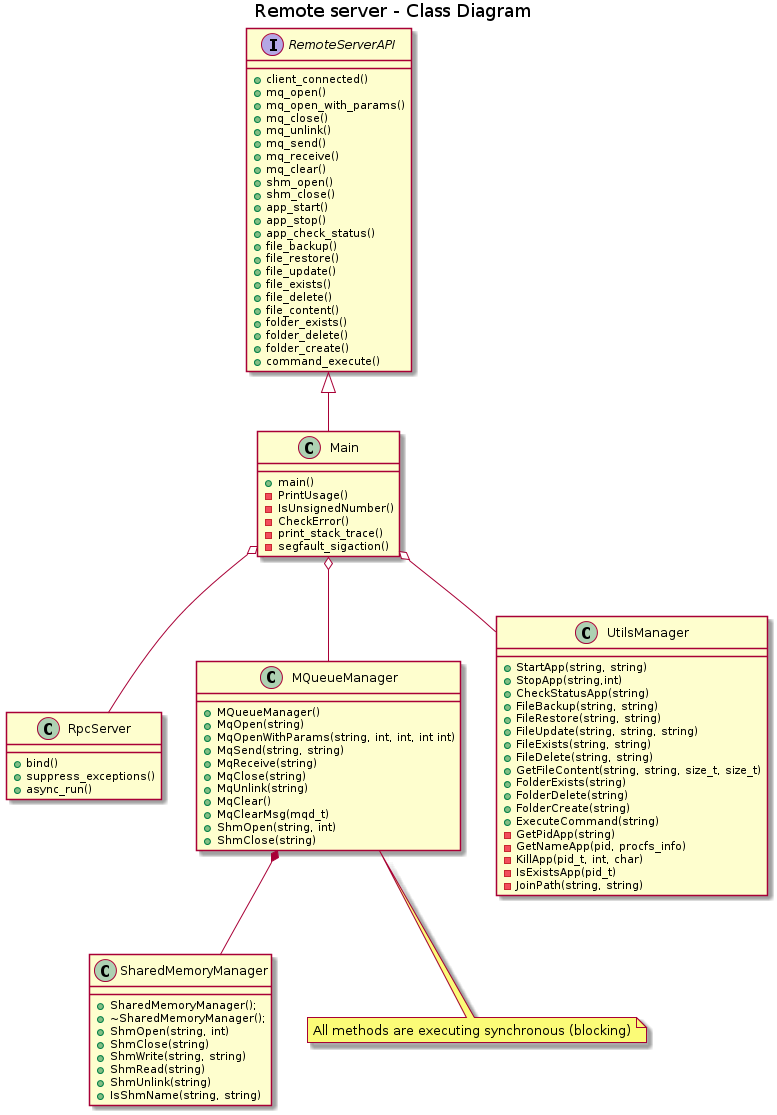 Remote server - Class Diagram
I RemoteServerAPI
client_connected()
mq_open()
mq_open_with_params()
mq_close()
mq_unlink()
mq_send()
mq_receive()
mq_clear()
shm_open()
shm_close()
app_start()
app_stop()
app_check_status()
file_backup()
file_restore()
file_update()
file_exists()
file_delete()
file_content()
folder_exists()
folder_delete()
folder_create()
command_execute()
C Main
main()
PrintUsage()
IsUnsignedNumber()
CheckError()
print_stack_trace()
segfault_sigaction()
C RpcServer
bind()
suppress_exceptions()
async_run()
C MQueueManager
MQueueManager()
MqOpen(string)
MqOpenWithParams(string, int, int, int int)
MqSend(string, string)
MqReceive(string)
MqClose(string)
MqUnlink(string)
MqClear()
MqClearMsg(mqd_t)
ShmOpen(string, int)
ShmClose(string)
C UtilsManager
StartApp(string, string)
StopApp(string,int)
CheckStatusApp(string)
FileBackup(string, string)
FileRestore(string, string)
FileUpdate(string, string, string)
FileExists(string, string)
FileDelete(string, string)
GetFileContent(string, string, size_t, size_t)
FolderExists(string)
FolderDelete(string)
FolderCreate(string)
ExecuteCommand(string)
GetPidApp(string)
GetNameApp(pid, procfs_info)
KillApp(pid_t, int, char)
IsExistsApp(pid_t)
JoinPath(string, string)
C SharedMemoryManager
SharedMemoryManager();
~SharedMemoryManager();
ShmOpen(string, int)
ShmClose(string)
ShmWrite(string, string)
ShmRead(string)
ShmUnlink(string)
IsShmName(string, string)
All methods are executing synchronous (blocking)